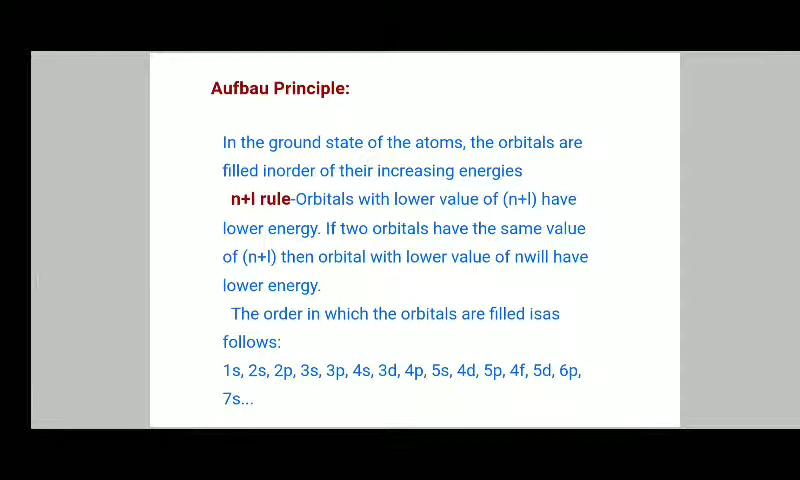 Aufbau Principle:
In the ground state of the atoms, the orbitals are
filled inorder of their increasing energies
n+l rule-Orbitals with lower value of (n+l) have
lower energy. If two orbitals have the same value
of (n+l) then orbital with lower value of nwill have
lower energy.
The order in which the orbitals are filled isas
follows:
1s, 2s, 2p, 3s, 3p, 4s, 3d, 4p, 5s, 4d, 5p, 4f, 5d, 6p,
7s...